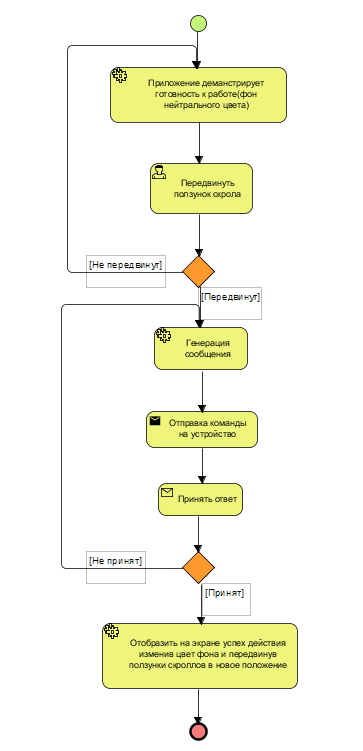 Приложение деманстрирует
готовность к работе(фон
нейтрального цвета)
Передвинуть
ползунок скрола
[Не передвинут]
[Передвинут]
Генерация
сообщения
Отправка команды
на устройство
Принять ответ
[Не принят]
[Принят]
Отобразить на экране успех действия
изменив цвет фона и передвинув
ползунки скроллов в новое положение